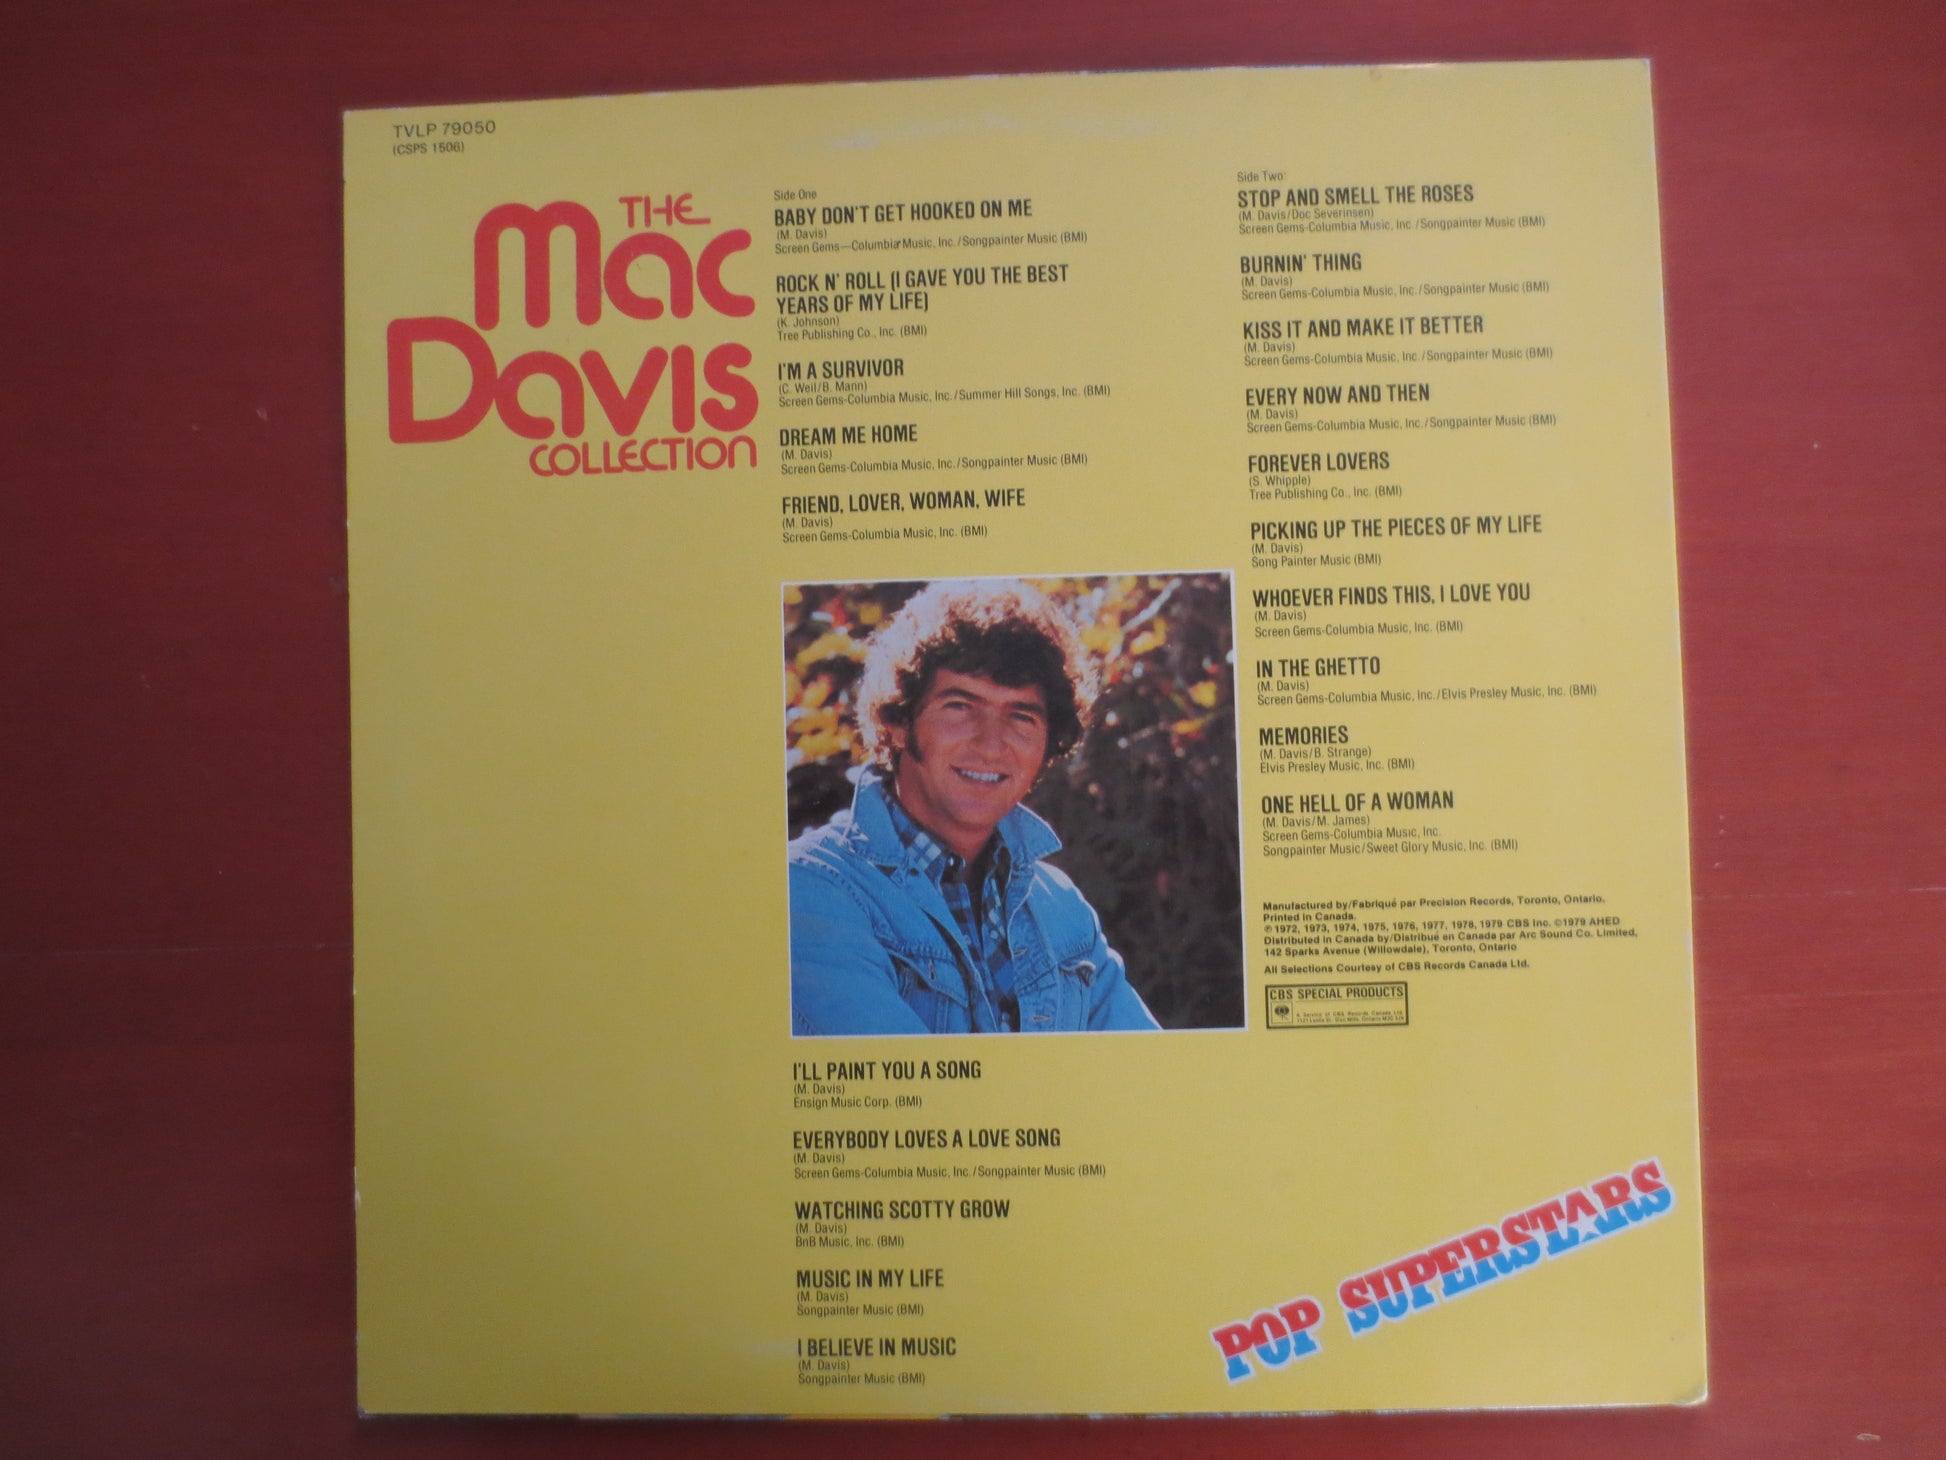 TVLP 79050
(CSPS 1506)
THE
Mac
Davis
COLLECTION
Side One
BABY DON'T GET HOOKED ON ME
(M. Davis)
Screen Gems—Columbia Music, Inc./Songpainter Music (BMI)
ROCK N' ROLL (I GAVE YOU THE BEST
YEARS OF MY LIFE)
(K. Johnson)
Tree Publishing Co., Inc. (BMI)
I'M A SURVIVOR
(C. Weil/B. Mann)
Screen Gems-Columbia Music, Inc./Summer Hill Songs, Inc. (BMI)
DREAM ME HOME
(M. Davis)
Screen Gems-Columbia Music, Inc./Songpainter Music (BMI)
FRIEND, LOVER, WOMAN, WIFE
(M. Davis)
Screen Gems-Columbia Music, Inc. (BMI)
I'LL PAINT YOU A SONG
(M. Davis)
Ensign Music Corp. (BMI)
EVERYBODY LOVES A LOVE SONG
(M. Davis)
Screen Gems-Columbia Music, Inc./Songpainter Music (BMI)
WATCHING SCOTTY GROW
(M. Davis)
BnB Music, Inc. (BMI)
MUSIC IN MY LIFE
(M. Davis)
Songpainter Music (BMI)
I BELIEVE IN MUSIC
(M. Davis)
Songpainter Music (BMI)
Side Two:
STOP AND SMELL THE ROSES
(M. Davis/Doc Severinsen)
Screen Gems-Columbia Music, Inc./Songpainter Music (BMI)
BURNIN' THING
(M. Davis)
Screen Gems-Columbia Music, Inc./Songpainter Music (BMI)
KISS IT AND MAKE IT BETTER
(M. Davis)
Screen Gems-Columbia Music, Inc./Songpainter Music (BMI)
EVERY NOW AND THEN
(M. Davis)
Screen Gems-Columbia Music, Inc./Songpainter Music (BMI)
FOREVER LOVERS
(S. Whipple)
Tree Publishing Co., Inc. (BMI)
PICKING UP THE PIECES OF MY LIFE
(M. Davis)
Song Painter Music (BMI)
WHOEVER FINDS THIS, I LOVE YOU
(M. Davis)
Screen Gems-Columbia Music, Inc. (BMI)
IN THE GHETTO
(M. Davis)
Screen Gems-Columbia Music, Inc./Elvis Presley Music, Inc. (BMI)
MEMORIES
(M. Davis/B. Strange)
Elvis Presley Music, Inc. (BMI)
ONE HELL OF A WOMAN
(M. Davis/M. James)
Screen Gems-Columbia Music, Inc.
Songpainter Music/Sweet Glory Music, Inc. (BMI)
Manufactured by/Fabriqué par Precision Records, Toronto, Ontario.
Printed in Canada.
℗ 1972, 1973, 1974, 1975, 1976, 1977, 1978, 1979 CBS Inc. ©1979 AHED
Distributed in Canada by/Distribué en Canada par Arc Sound Co. Limited,
142 Sparks Avenue (Willowdale), Toronto, Ontario
All Selections Courtesy of CBS Records Canada Ltd.
CBS SPECIAL PRODUCTS
A Service of CBS Records Canada Ltd.
1121 Leslie St. Don Mills, Ontario
POP SUPERSTARS